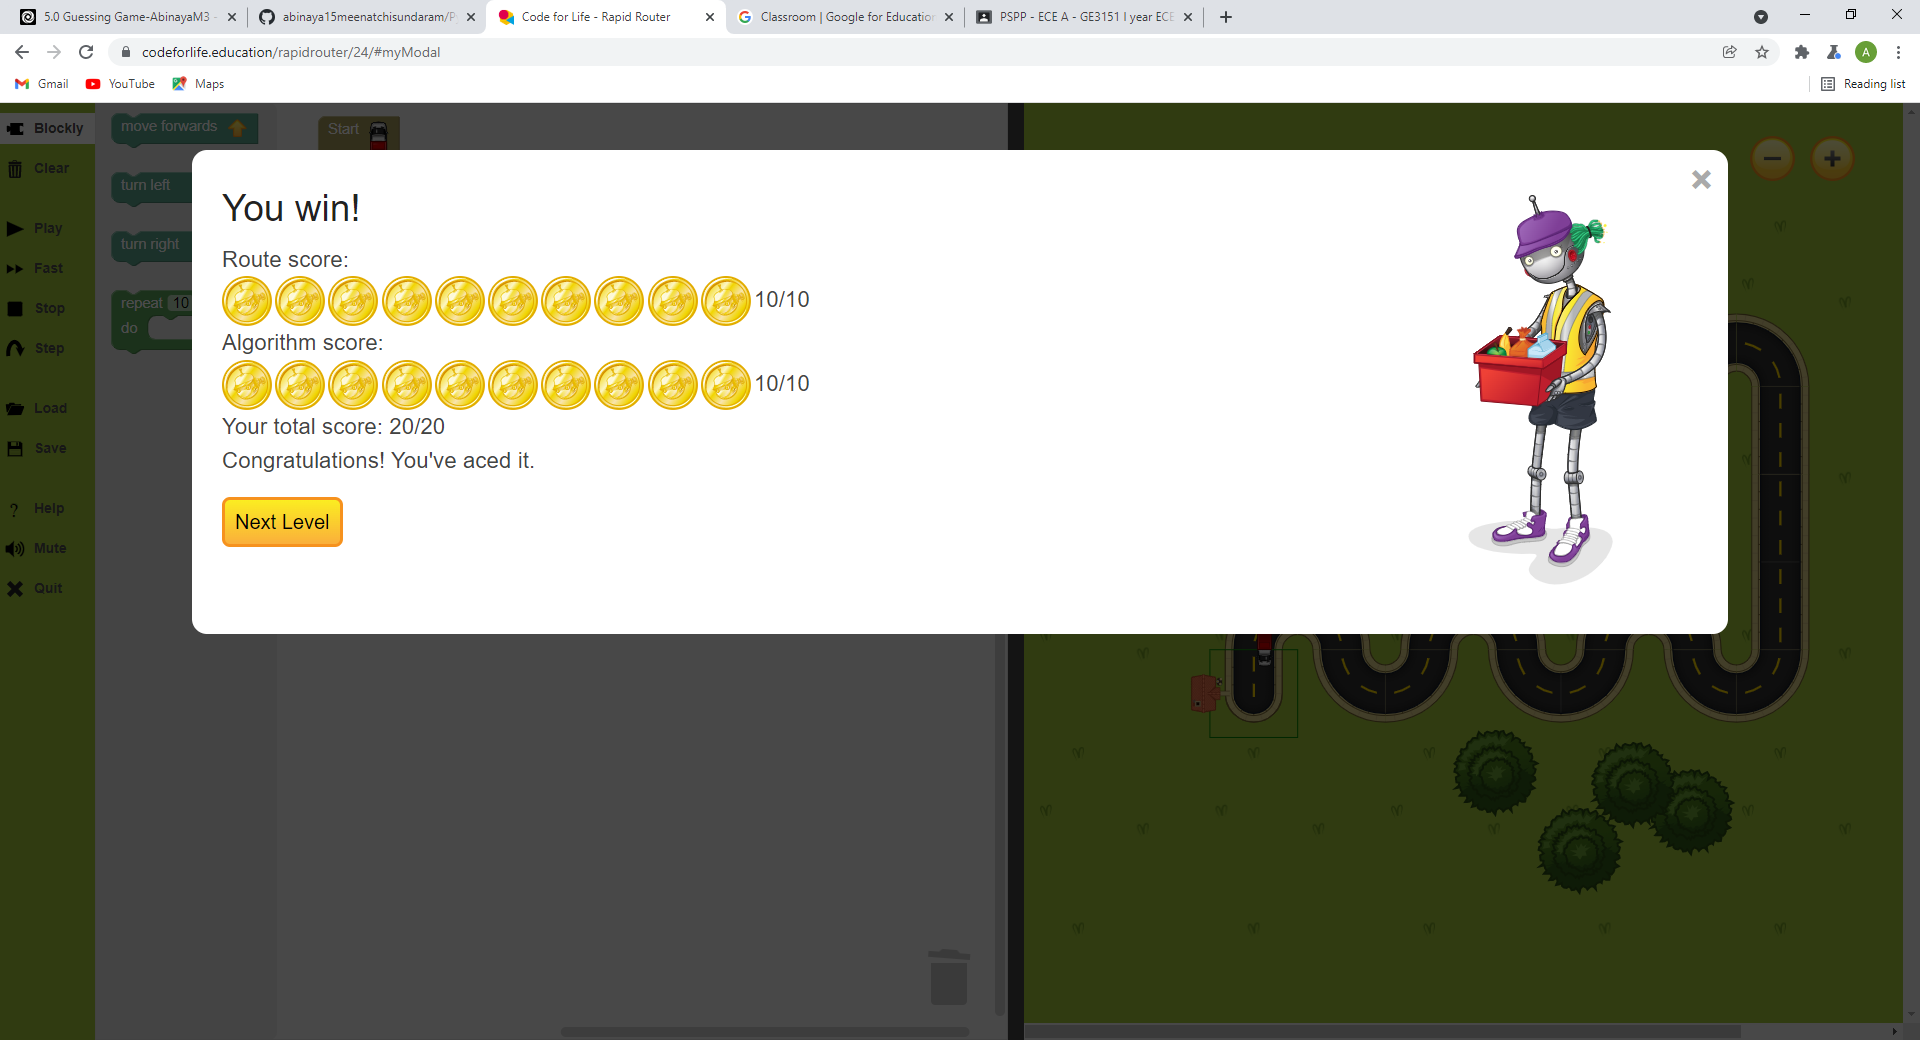 5.0 Guessing Game-AbinayaM3 -
abinaya15meenatchisundaram/P
Code for Life - Rapid Router
Classroom | Google for Education
PSPP - ECE A - GE3151 I year ECE
codeforlife.education/rapidrouter/24/#myModal
A
Gmail
YouTube
Maps
Reading list
Blockly
Clear
Play
Fast
Stop
Step
Load
Save
Help
Mute
Quit
move forwards
turn left
turn right
repeat 10
do
Start
You win!
Route score:
10/10
Algorithm score:
10/10
Your total score: 20/20
Congratulations! You've aced it.
Next Level